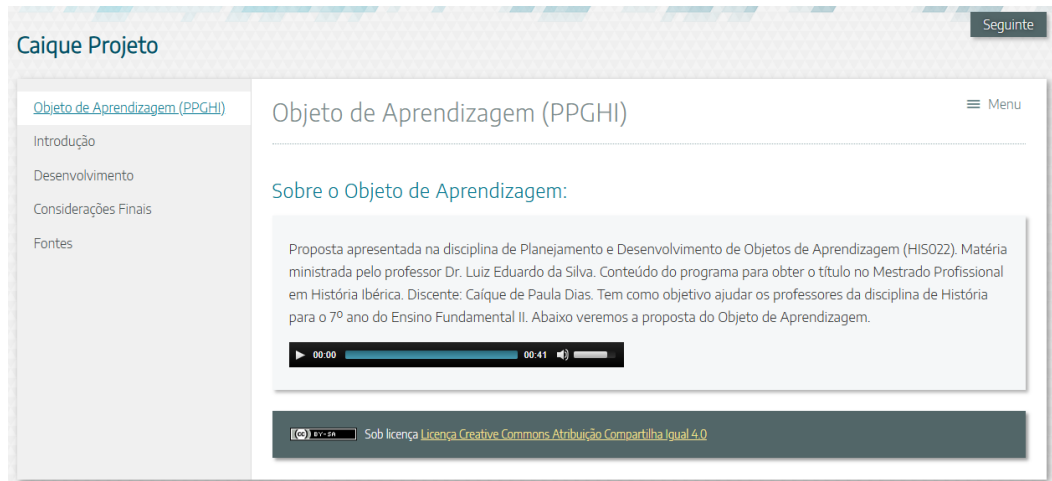 Seguinte
Caique Projeto
Objeto de Aprendizagem (PPGHI)
Introdução
Desenvolvimento
Considerações Finais
Fontes
Objeto de Aprendizagem (PPGHI)
Menu
Sobre o Objeto de Aprendizagem:
Proposta apresentada na disciplina de Planejamento e Desenvolvimento de Objetos de Aprendizagem (HIS022). Matéria
ministrada pelo professor Dr. Luiz Eduardo da Silva. Conteúdo do programa para obter o título no Mestrado Profissional
em História Ibérica. Discente: Caíque de Paula Dias. Tem como objetivo ajudar os professores da disciplina de História
para o 7º ano do Ensino Fundamental II. Abaixo veremos a proposta do Objeto de Aprendizagem.
00:00 00:41
(cc) BY-SA Sob licença Licença Creative Commons Atribuição Compartilha Igual 4.0